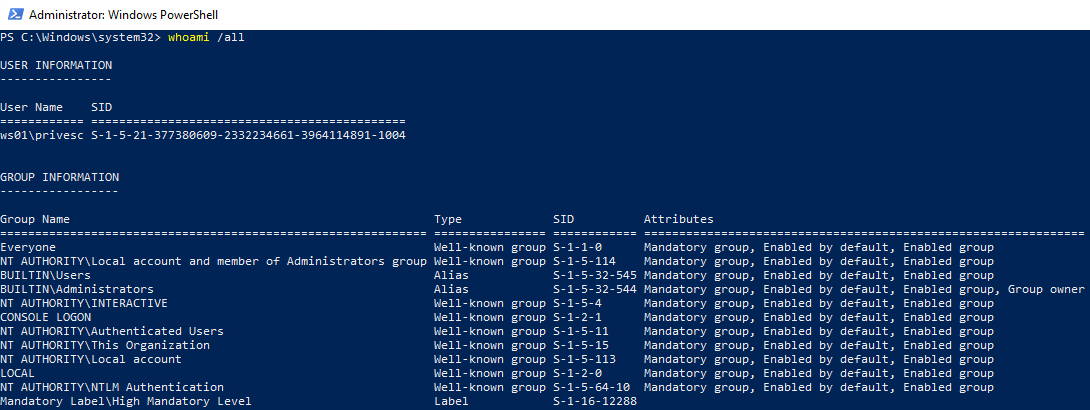 Administrator: Windows PowerShell
PS C:\Windows\system32> whoami /all
USER INFORMATION
----------------
User Name    SID
============ =============================================
ws01\privesc S-1-5-21-377380609-2332234661-3964114891-1004
GROUP INFORMATION
-----------------
Group Name                                                    Type             SID          Attributes
============================================================= ================ ============ ===============================================================
Everyone                                                      Well-known group S-1-1-0      Mandatory group, Enabled by default, Enabled group
NT AUTHORITY\Local account and member of Administrators group Well-known group S-1-5-114    Mandatory group, Enabled by default, Enabled group
BUILTIN\Users                                                 Alias            S-1-5-32-545 Mandatory group, Enabled by default, Enabled group
BUILTIN\Administrators                                        Alias            S-1-5-32-544 Mandatory group, Enabled by default, Enabled group, Group owner
NT AUTHORITY\INTERACTIVE                                      Well-known group S-1-5-4      Mandatory group, Enabled by default, Enabled group
CONSOLE LOGON                                                 Well-known group S-1-2-1      Mandatory group, Enabled by default, Enabled group
NT AUTHORITY\Authenticated Users                              Well-known group S-1-5-11     Mandatory group, Enabled by default, Enabled group
NT AUTHORITY\This Organization                                Well-known group S-1-5-15     Mandatory group, Enabled by default, Enabled group
NT AUTHORITY\Local account                                    Well-known group S-1-5-113    Mandatory group, Enabled by default, Enabled group
LOCAL                                                         Well-known group S-1-2-0      Mandatory group, Enabled by default, Enabled group
NT AUTHORITY\NTLM Authentication                              Well-known group S-1-5-64-10  Mandatory group, Enabled by default, Enabled group
Mandatory Label\High Mandatory Level                          Label            S-1-16-12288